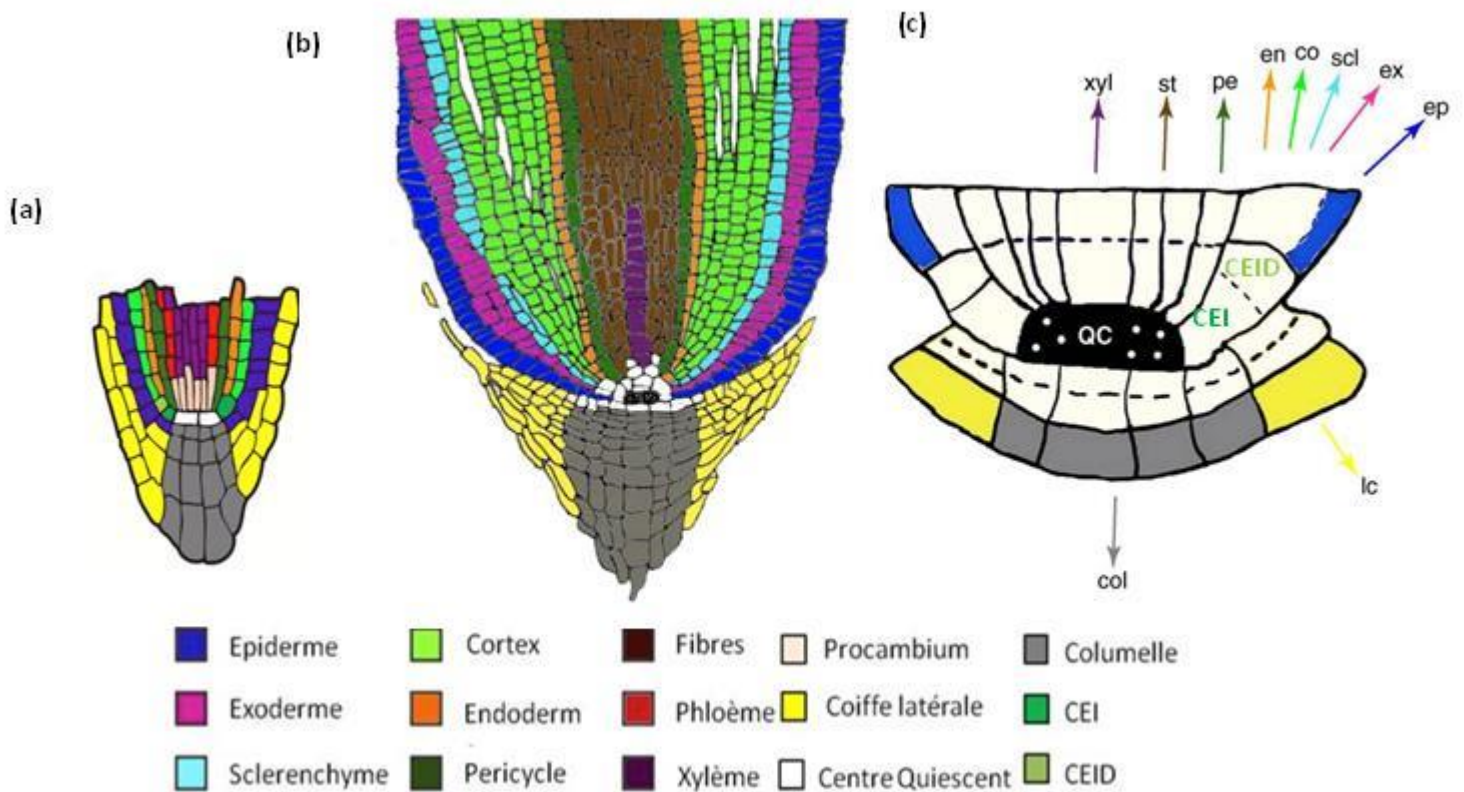 (a)
(b)
(c)
xyl
st
pe
en
co
scl
ex
ep
CEID
CEI
QC
lc
col
Epiderme
Cortex
Fibres
Procambium
Columelle
Exoderme
Endoderm
Phloème
Coiffe latérale
CEI
Sclerenchyme
Pericycle
Xylème
Centre Quiescent
CEID